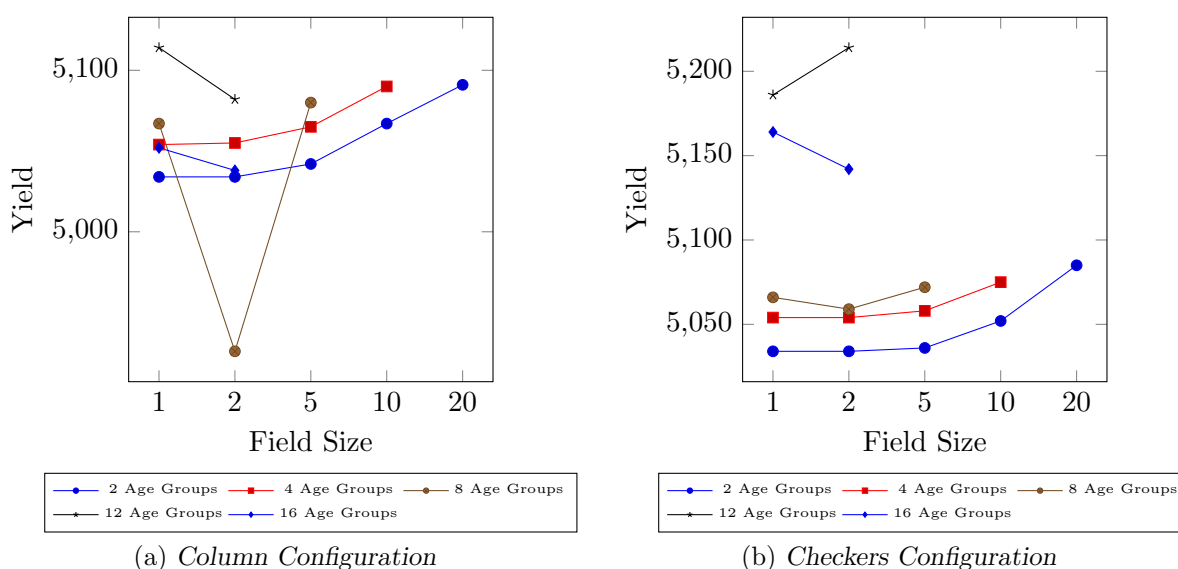 5,100
5,000
Yield
1 2 5 10 20
Field Size
2 Age Groups 4 Age Groups 8 Age Groups
12 Age Groups 16 Age Groups
(a) Column Configuration
5,200
5,150
5,100
5,050
Yield
1 2 5 10 20
Field Size
2 Age Groups 4 Age Groups 8 Age Groups
12 Age Groups 16 Age Groups
(b) Checkers Configuration